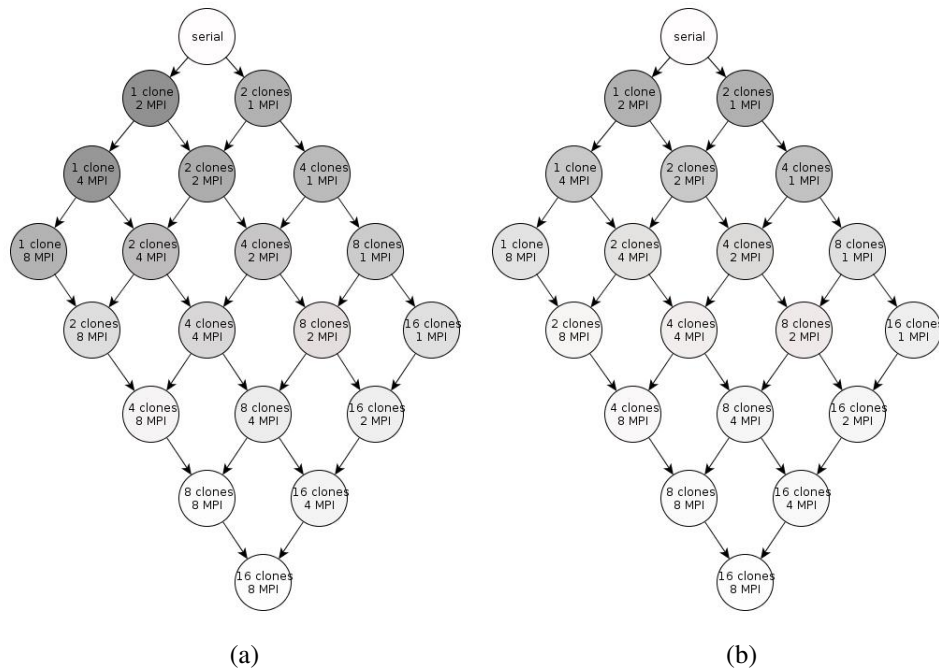 serial
1 clone
2 MPI
2 clones
1 MPI
1 clone
4 MPI
2 clones
2 MPI
4 clones
1 MPI
1 clone
8 MPI
2 clones
4 MPI
4 clones
2 MPI
8 clones
1 MPI
2 clones
8 MPI
4 clones
4 MPI
8 clones
2 MPI
16 clones
1 MPI
4 clones
8 MPI
8 clones
4 MPI
16 clones
2 MPI
8 clones
8 MPI
16 clones
4 MPI
16 clones
8 MPI
(a)
serial
1 clone
2 MPI
2 clones
1 MPI
1 clone
4 MPI
2 clones
2 MPI
4 clones
1 MPI
1 clone
8 MPI
2 clones
4 MPI
4 clones
2 MPI
8 clones
1 MPI
2 clones
8 MPI
4 clones
4 MPI
8 clones
2 MPI
16 clones
1 MPI
4 clones
8 MPI
8 clones
4 MPI
16 clones
2 MPI
8 clones
8 MPI
16 clones
4 MPI
16 clones
8 MPI
(b)